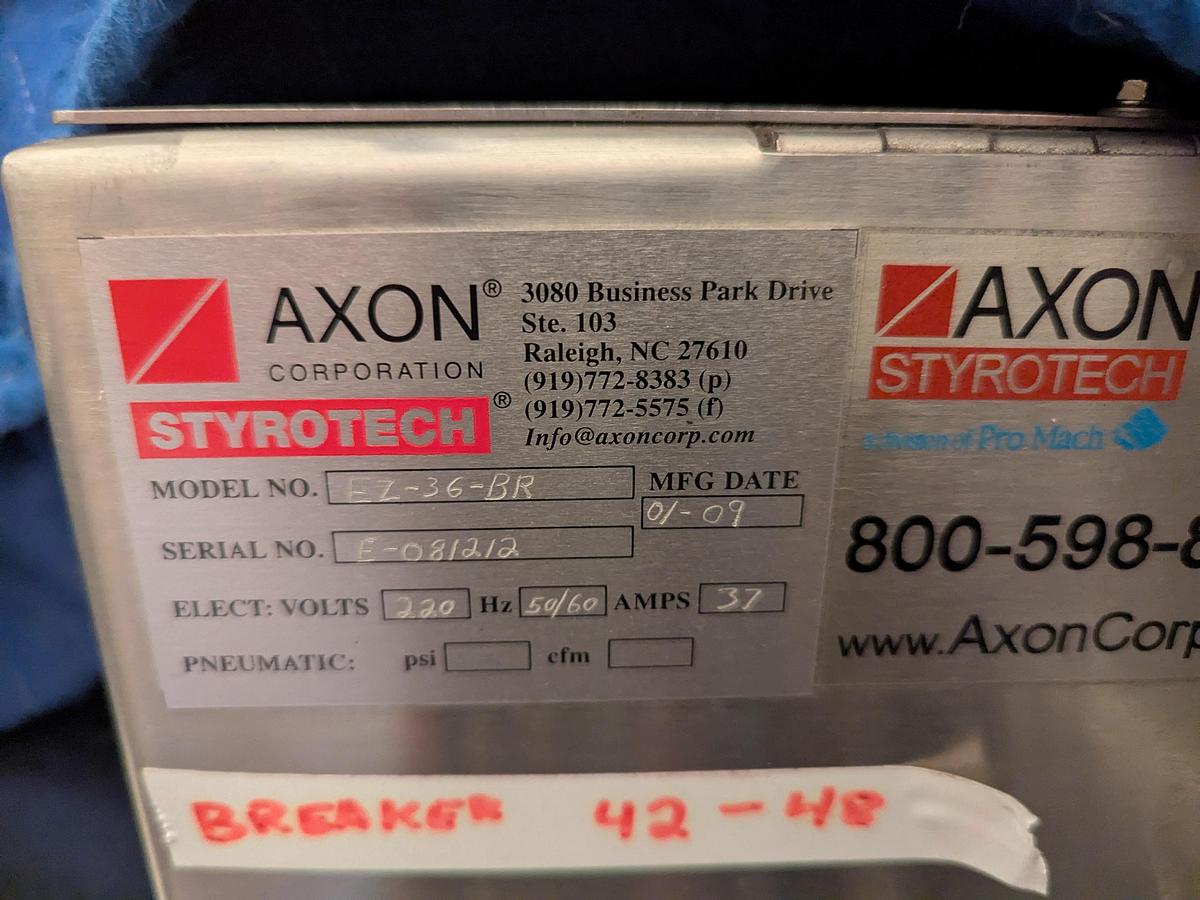 AXON®
CORPORATION
STYROTECH®
3080 Business Park Drive
Ste. 103
Raleigh, NC 27610
(919)772-8383 (p)
(919)772-5575 (f)
Info@axoncorp.com
MODEL NO. EZ-36-BR
MFG DATE
01-09
SERIAL NO. E-081212
ELECT: VOLTS 220 Hz 50/60 AMPS 37
PNEUMATIC: psi cfm
AXON
STYROTECH
a division of Pro Mach
800-598-8
www.AxonCorp
BREAKER 42-48